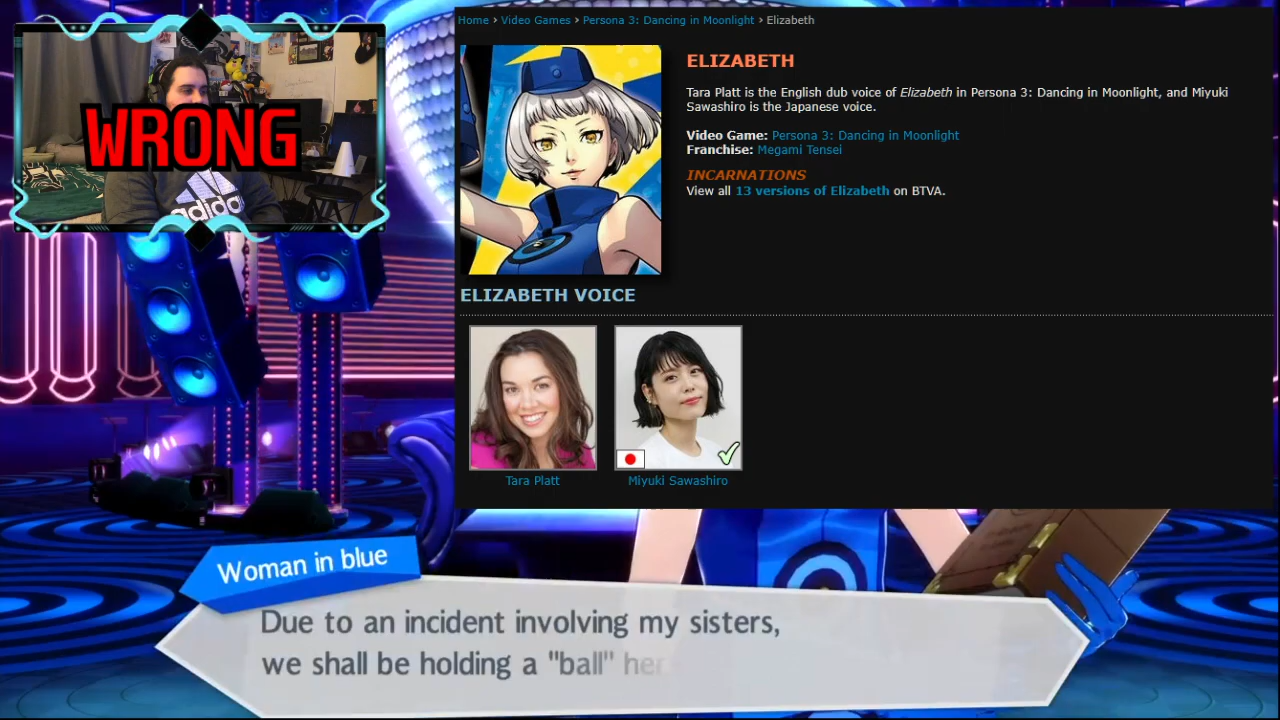 Home › Video Games › Persona 3: Dancing in Moonlight › Elizabeth
WRONG
adidas
ELIZABETH
Tara Platt is the English dub voice of Elizabeth in Persona 3: Dancing in Moonlight, and Miyuki
Sawashiro is the Japanese voice.
Video Game: Persona 3: Dancing in Moonlight
Franchise: Megami Tensei
INCARNATIONS
View all 13 versions of Elizabeth on BTVA.
ELIZABETH VOICE
Tara Platt
Miyuki Sawashiro
Woman in blue
Due to an incident involving my sisters,
we shall be holding a "ball" her